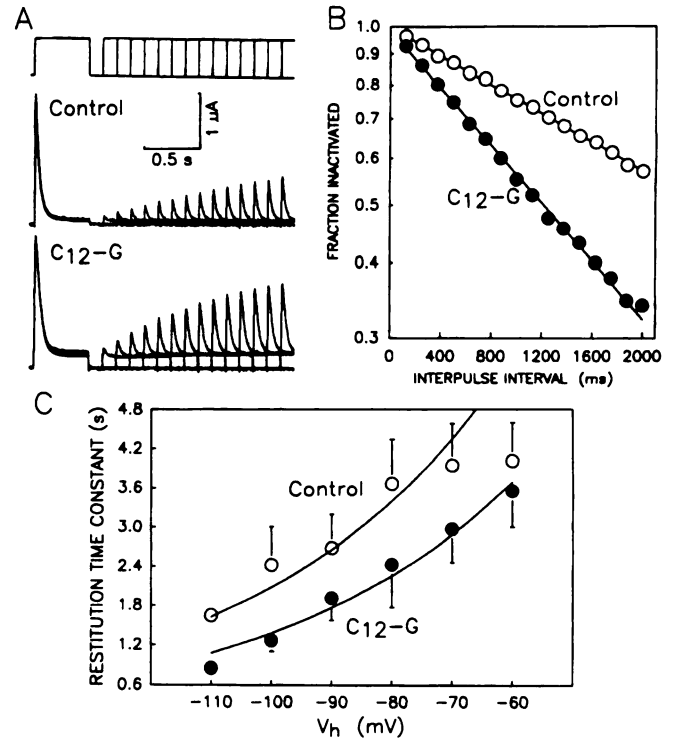 A
Control
1 µA
0.5 s
C12-G
B
FRACTION INACTIVATED
1.0
0.9
0.8
0.7
0.6
0.5
0.4
0.3
Control
C12-G
0 400 800 1200 1600 2000
INTERPULSE INTERVAL (ms)
C
RESTITUTION TIME CONSTANT (s)
4.8
4.2
3.6
3.0
2.4
1.8
1.2
0.6
Control
C12-G
-110 -100 -90 -80 -70 -60
Vh (mV)